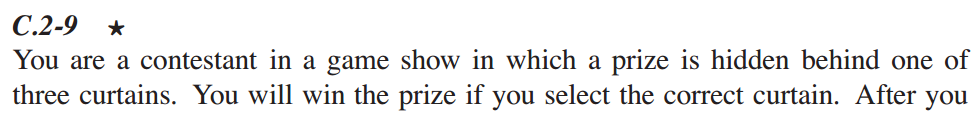 C.2-9 ★
You are a contestant in a game show in which a prize is hidden behind one of
three curtains. You will win the prize if you select the correct curtain. After you